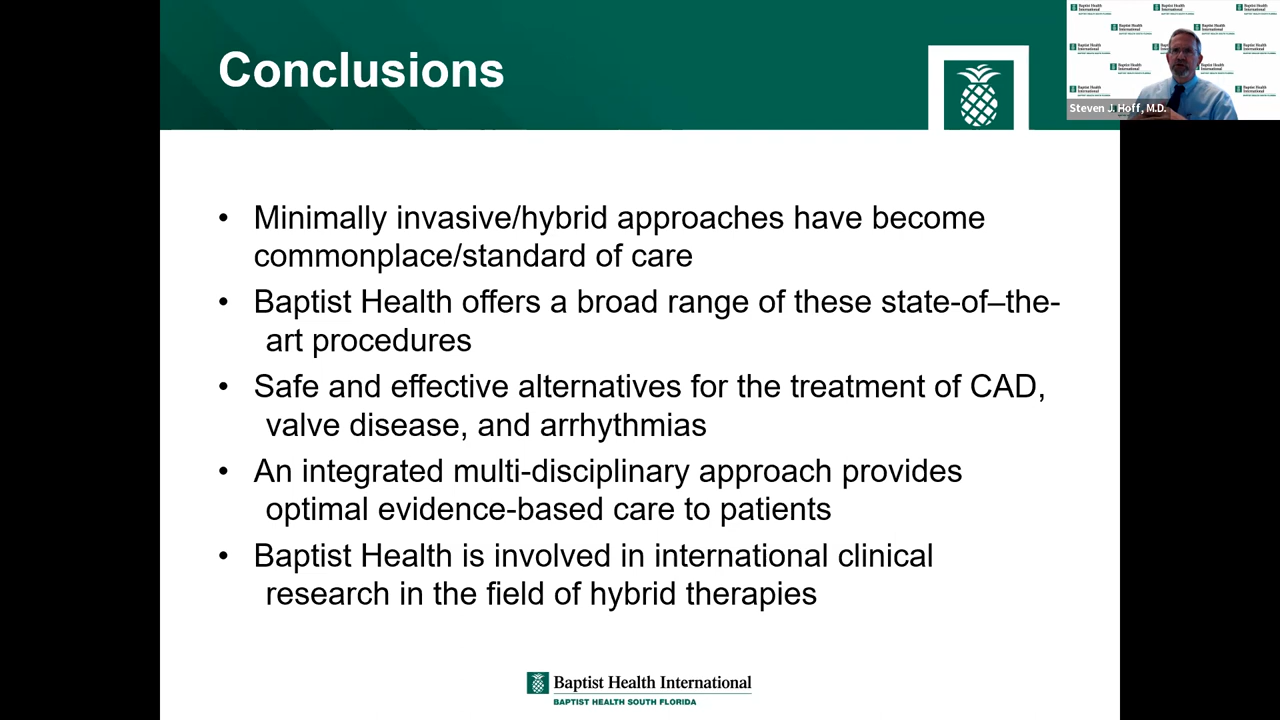 Conclusions
Steven J. Hoff, M.D.
• Minimally invasive/hybrid approaches have become
commonplace/standard of care
• Baptist Health offers a broad range of these state-of–the-
art procedures
• Safe and effective alternatives for the treatment of CAD,
valve disease, and arrhythmias
• An integrated multi-disciplinary approach provides
optimal evidence-based care to patients
• Baptist Health is involved in international clinical
research in the field of hybrid therapies
Baptist Health International
BAPTIST HEALTH SOUTH FLORIDA